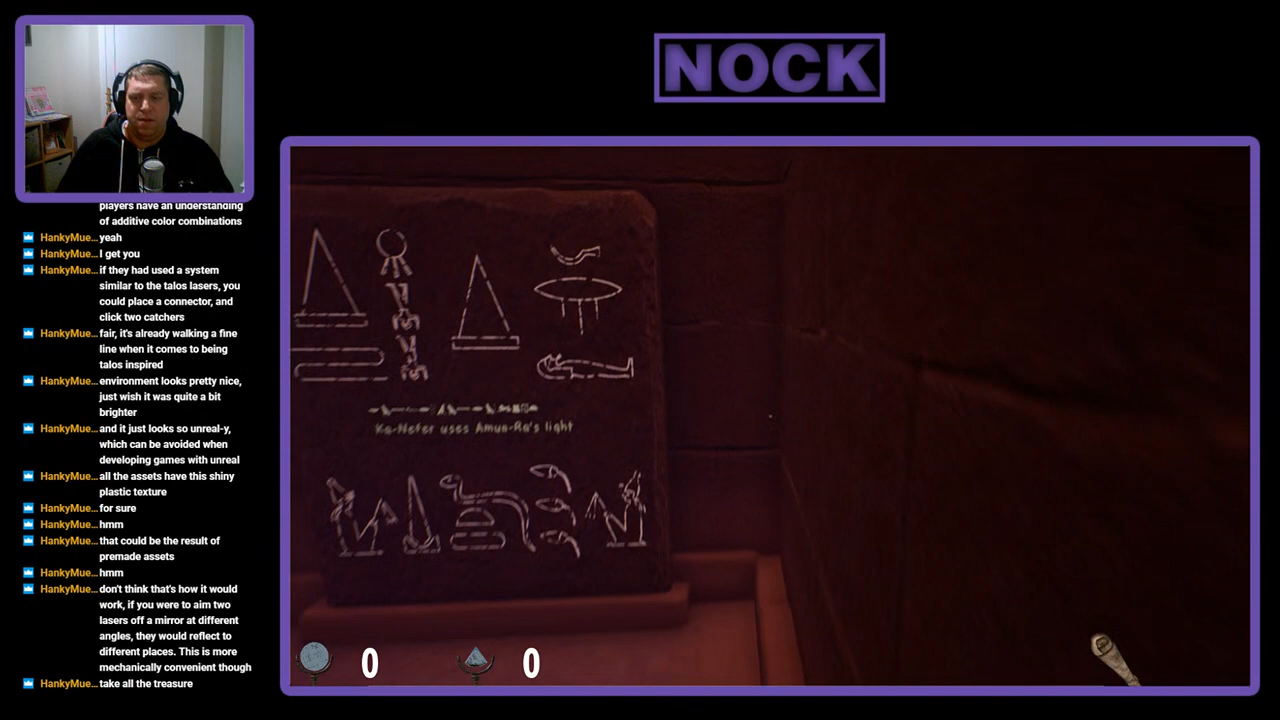 NOCK
players have an understanding
of additive color combinations
HankyMue... yeah
HankyMue... I get you
HankyMue... if they had used a system
similar to the talos lasers, you
could place a connector, and
click two catchers
HankyMue... fair, it's already walking a fine
line when it comes to being
talos inspired
HankyMue... environment looks pretty nice,
just wish it was quite a bit
brighter
HankyMue... and it just looks so unreal-y,
which can be avoided when
developing games with unreal
HankyMue... all the assets have this shiny
plastic texture
HankyMue... for sure
HankyMue... hmm
HankyMue... that could be the result of
premade assets
HankyMue... hmm
HankyMue... don't think that's how it would
work, if you were to aim two
lasers off a mirror at different
angles, they would reflect to
different places. This is more
mechanically convenient though
HankyMue... take all the treasure
Ka-Nefer uses Amun-Ra's light
0
0